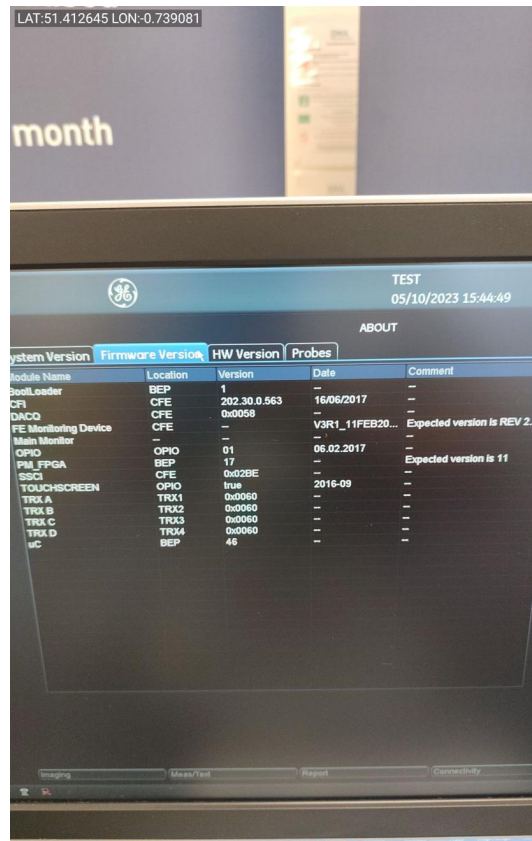 LAT:51.412645 LON:-0.739081
month
GE
TEST
05/10/2023 15:44:49
ABOUT
ystem Version Firmware Version HW Version Probes
Module Name Location Version Date Comment
BootLoader BEP 1 -- --
CFI CFE 202.30.0.563 16/06/2017 --
DACQ CFE 0x0058 -- --
FE Monitoring Device CFE -- V3R1_11FEB20... Expected version is REV 2.
Main Monitor -- -- -- --
OPIO OPIO 01 06.02.2017 --
PM_FPGA BEP 17 -- Expected version is 11
SSCI CFE 0x02BE -- --
TOUCHSCREEN OPIO true 2016-09 --
TRX A TRX1 0x0060 -- --
TRX B TRX2 0x0060 -- --
TRX C TRX3 0x0060 -- --
TRX D TRX4 0x0060 -- --
uC BEP 46 -- --
Imaging Meas/Text Report Connectivity